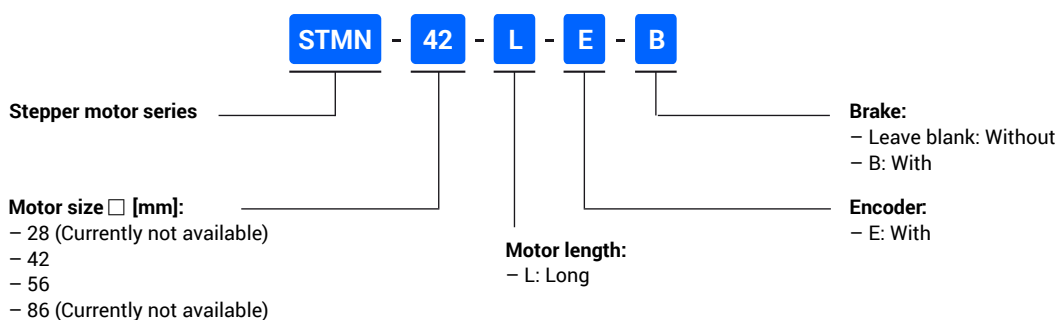 STMN - 42 - L - E - B
Stepper motor series
Brake:
– Leave blank: Without
– B: With
Motor size □ [mm]:
– 28 (Currently not available)
– 42
– 56
– 86 (Currently not available)
Motor length:
– L: Long
Encoder:
– E: With